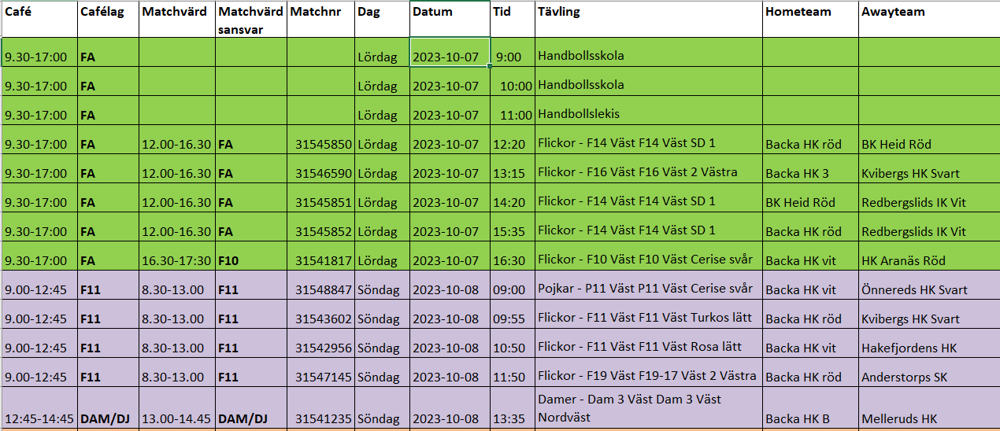 Café Cafélag Matchvärd Matchvärd Matchnr Dag Datum Tid Tävling Hometeam Awayteam
sansvar
9.30-17:00 FA Lördag 2023-10-07 9:00 Handbollsskola
9.30-17:00 FA Lördag 2023-10-07 10:00 Handbollsskola
9.30-17:00 FA Lördag 2023-10-07 11:00 Handbollslekis
9.30-17:00 FA 12.00-16.30 FA 31545850 Lördag 2023-10-07 12:20 Flickor - F14 Väst F14 Väst SD 1 Backa HK röd BK Heid Röd
9.30-17:00 FA 12.00-16.30 FA 31546590 Lördag 2023-10-07 13:15 Flickor - F16 Väst F16 Väst 2 Västra Backa HK 3 Kvibergs HK Svart
9.30-17:00 FA 12.00-16.30 FA 31545851 Lördag 2023-10-07 14:20 Flickor - F14 Väst F14 Väst SD 1 BK Heid Röd Redbergslids IK Vit
9.30-17:00 FA 12.00-16.30 FA 31545852 Lördag 2023-10-07 15:35 Flickor - F14 Väst F14 Väst SD 1 Backa HK röd Redbergslids IK Vit
9.30-17:00 FA 16.30-17:30 F10 31541817 Lördag 2023-10-07 16:30 Flickor - F10 Väst F10 Väst Cerise svår Backa HK vit HK Aranäs Röd
9.00-12:45 F11 8.30-13.00 F11 31548847 Söndag 2023-10-08 09:00 Pojkar - P11 Väst P11 Väst Cerise svår Backa HK vit Önnereds HK Svart
9.00-12:45 F11 8.30-13.00 F11 31543602 Söndag 2023-10-08 09:55 Flickor - F11 Väst F11 Väst Turkos lätt Backa HK röd Kvibergs HK Svart
9.00-12:45 F11 8.30-13.00 F11 31542956 Söndag 2023-10-08 10:50 Flickor - F11 Väst F11 Väst Rosa lätt Backa HK vit Hakefjordens HK
9.00-12:45 F11 8.30-13.00 F11 31547145 Söndag 2023-10-08 11:50 Flickor - F19 Väst F19-17 Väst 2 Västra Backa HK röd Anderstorps SK
Damer - Dam 3 Väst Dam 3 Väst
12:45-14:45 DAM/DJ 13.00-14.45 DAM/DJ 31541235 Söndag 2023-10-08 13:35 Nordväst Backa HK B Melleruds HK